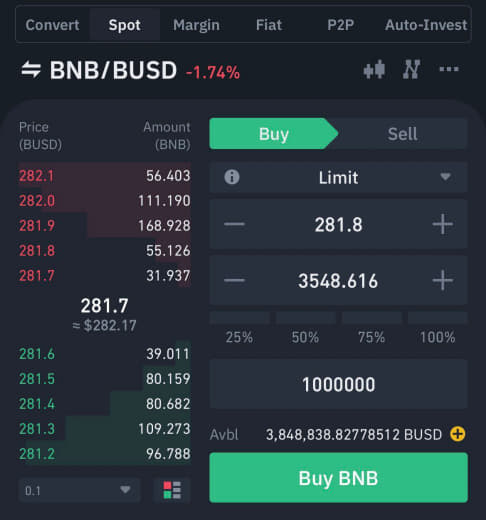 Convert Spot Margin Fiat P2P Auto-Invest
BNB/BUSD -1.74%
Price Amount
(BUSD) (BNB)
282.1 56.403
282.0 111.190
281.9 168.928
281.8 55.126
281.7 31.937
281.7
≈ $282.17
281.6 39.011
281.5 80.159
281.4 80.682
281.3 109.273
281.2 96.788
0.1
Buy Sell
Limit
281.8
3548.616
25% 50% 75% 100%
1000000
Avbl 3,848,838.82778512 BUSD
Buy BNB